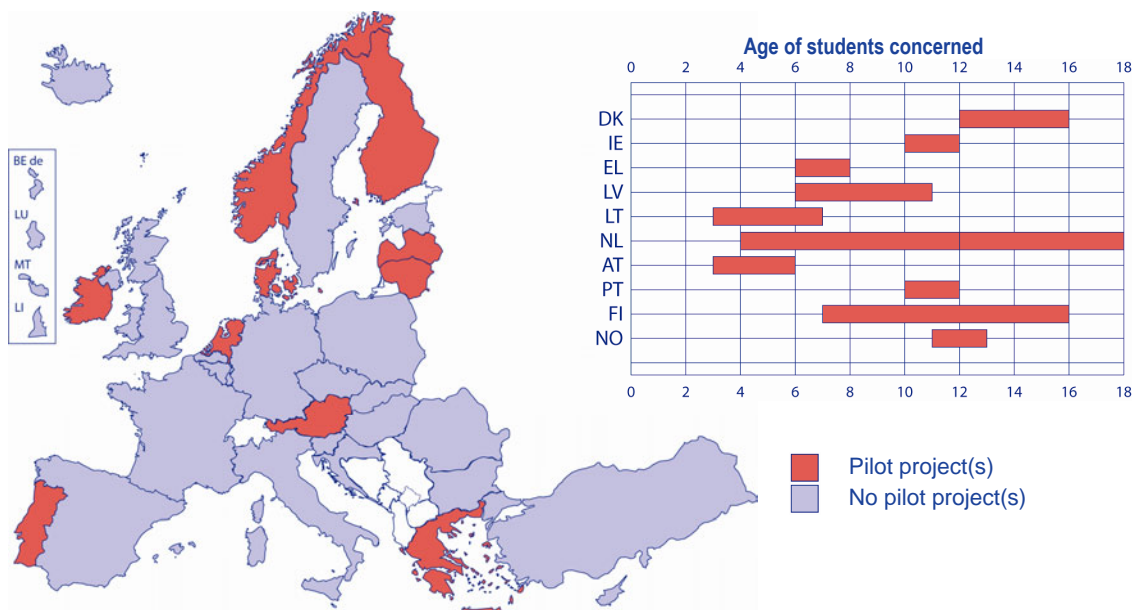 Age of students concerned
0 2 4 6 8 10 12 14 16 18
DK
IE
EL
LV
LT
NL
AT
PT
FI
NO
0 2 4 6 8 10 12 14 16 18
BE de
LU
MT
LI
Pilot project(s)
No pilot project(s)